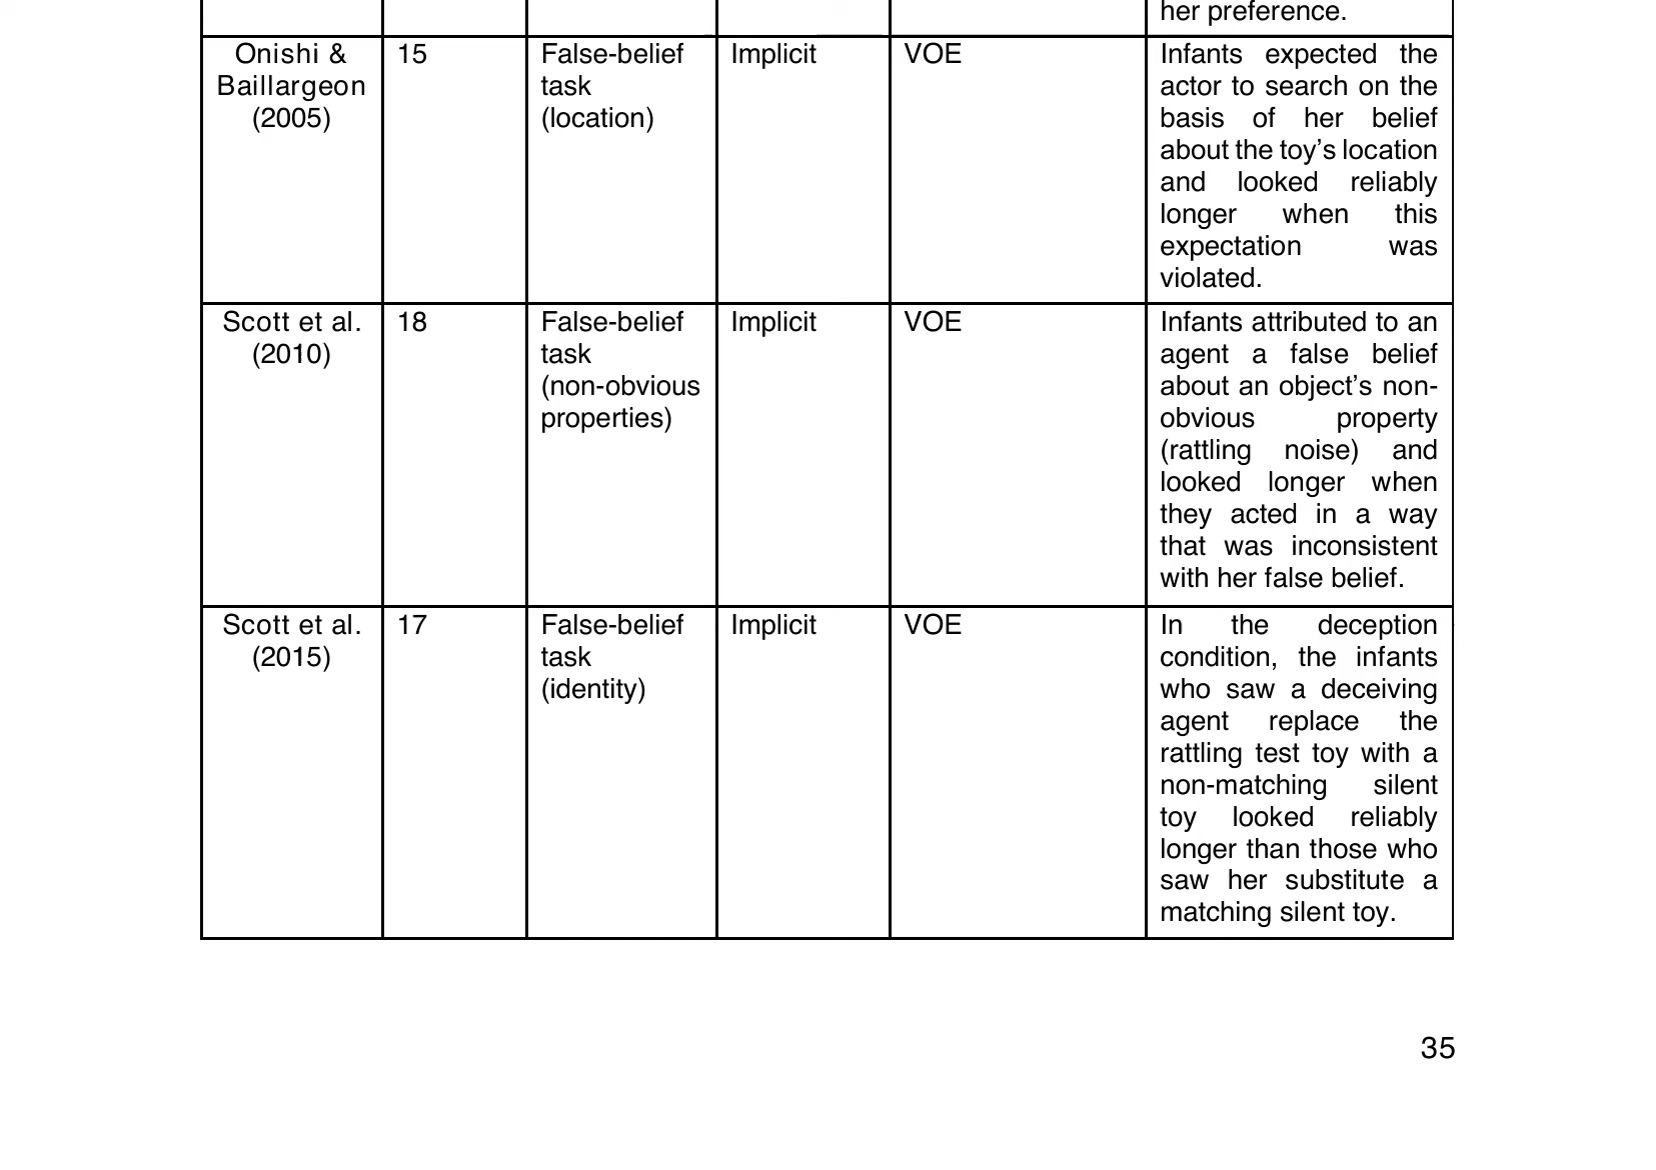 her preference.
Onishi &
Baillargeon
(2005)
15
False-belief
task
(location)
Implicit
VOE
Infants expected the
actor to search on the
basis of her belief
about the toy’s location
and looked reliably
longer when this
expectation was
violated.
Scott et al.
(2010)
18
False-belief
task
(non-obvious
properties)
Implicit
VOE
Infants attributed to an
agent a false belief
about an object’s non-
obvious property
(rattling noise) and
looked longer when
they acted in a way
that was inconsistent
with her false belief.
Scott et al.
(2015)
17
False-belief
task
(identity)
Implicit
VOE
In the deception
condition, the infants
who saw a deceiving
agent replace the
rattling test toy with a
non-matching silent
toy looked reliably
longer than those who
saw her substitute a
matching silent toy.
35